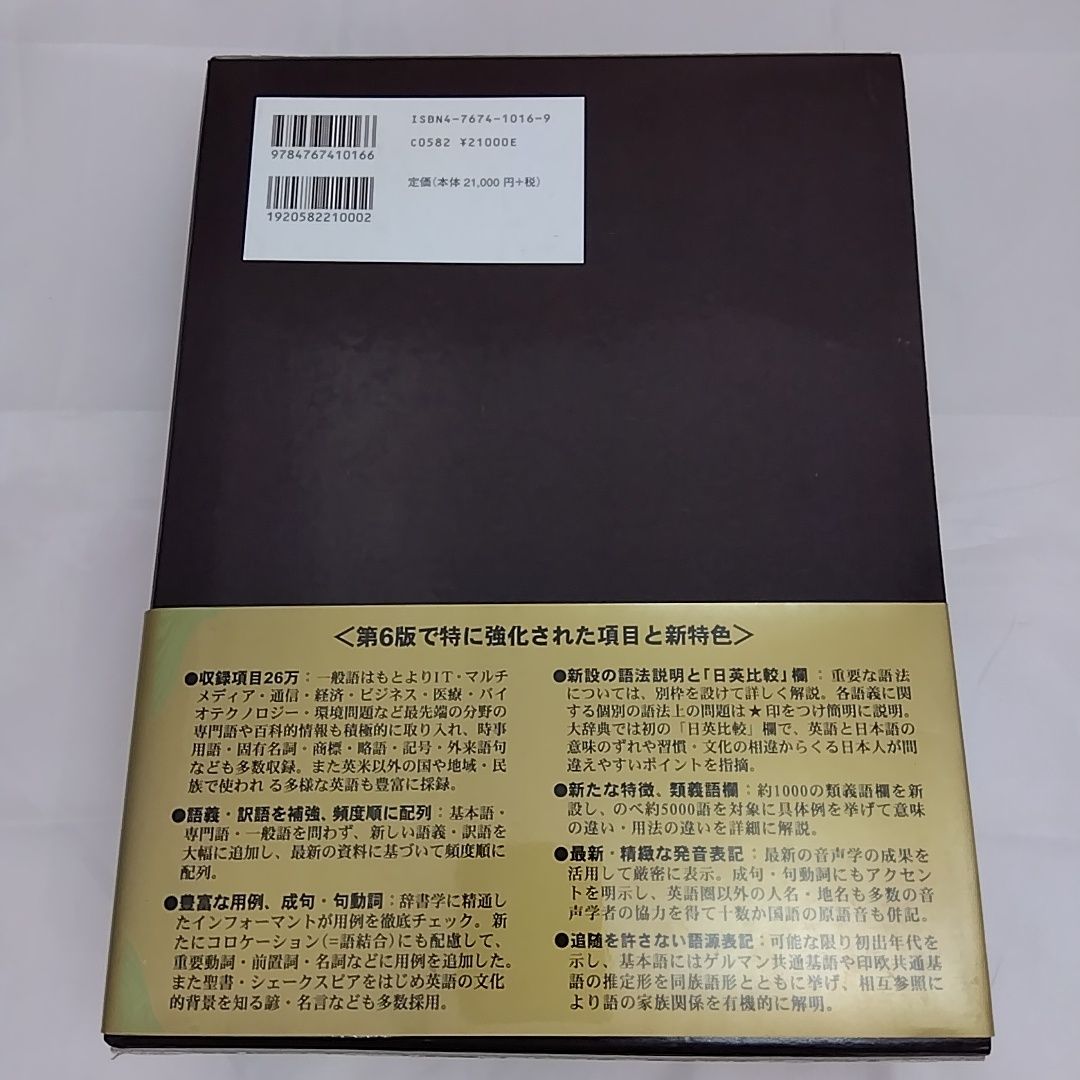 ISBN4-7674-1016-9
9784767410166
C0582 ¥21000E
定価(本体 21,000 円+税)
1920582210002
<第6版で特に強化された項目と新特色>
●収録項目26万：一般語はもとよりIT・マルチ
メディア・通信・経済・ビジネス・医療・バイ
オテクノロジー・環境問題など最先端の分野の
専門語や百科的情報も積極的に取り入れ、時事
用語・固有名詞・商標・略語・記号・外来語句
なども多数収録。また英米以外の国や地域・民
族で使われる多様な英語も豊富に採録。
●語義・訳語を補強、頻度順に配列：基本語・
専門語・一般語を問わず、新しい語義・訳語を
大幅に追加し、最新の資料に基づいて頻度順に
配列。
●豊富な用例、成句・句動詞：辞書学に精通し
たインフォーマントが用例を徹底チェック。新
たにコロケーション(=語結合)にも配慮して、
重要動詞・前置詞・名詞などに用例を追加した。
また聖書・シェークスピアをはじめ英語の文化
的背景を知る諺・名言なども多数採用。
●新設の語法説明と「日英比較」欄：重要な語法
については、別枠を設けて詳しく解説。各語義に関
する個別の語法上の問題は★印をつけ簡明に説明。
大辞典では初の「日英比較」欄で、英語と日本語の
意味のずれや習慣・文化の相違からくる日本人が間
違えやすいポイントを指摘。
●新たな特徴、類義語欄：約1000の類義語欄を新
設し、のべ約5000語を対象に具体例を挙げて意味
の違い・用法の違いを詳細に解説。
●最新・精緻な発音表記：最新の音声学の成果を
活用して厳密に表示。成句・句動詞にもアクセン
トを明示し、英語圏以外の人名・地名も多数の音
声学者の協力を得て十数か国語の原語音も併記。
●追随を許さない語源表記：可能な限り初出年代を
示し、基本語にはゲルマン共通基語や印欧共通基
語の推定形を同族語形とともに挙げ、相互参照に
より語の家族関係を有機的に解明。